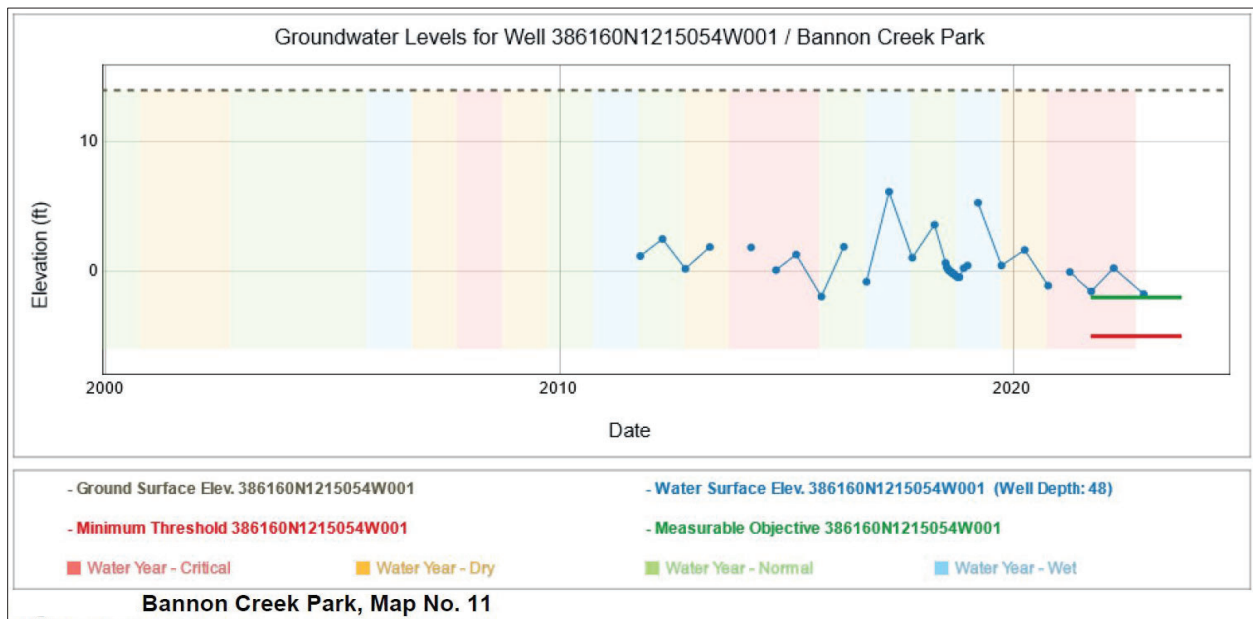 Groundwater Levels for Well 386160N1215054W001 / Bannon Creek Park
10
0
Elevation (ft)
2000 2010 2020
Date
- Ground Surface Elev. 386160N1215054W001 - Water Surface Elev. 386160N1215054W001 (Well Depth: 48)
- Minimum Threshold 386160N1215054W001 - Measurable Objective 386160N1215054W001
Water Year - Critical Water Year - Dry Water Year - Normal Water Year - Wet
Bannon Creek Park, Map No. 11